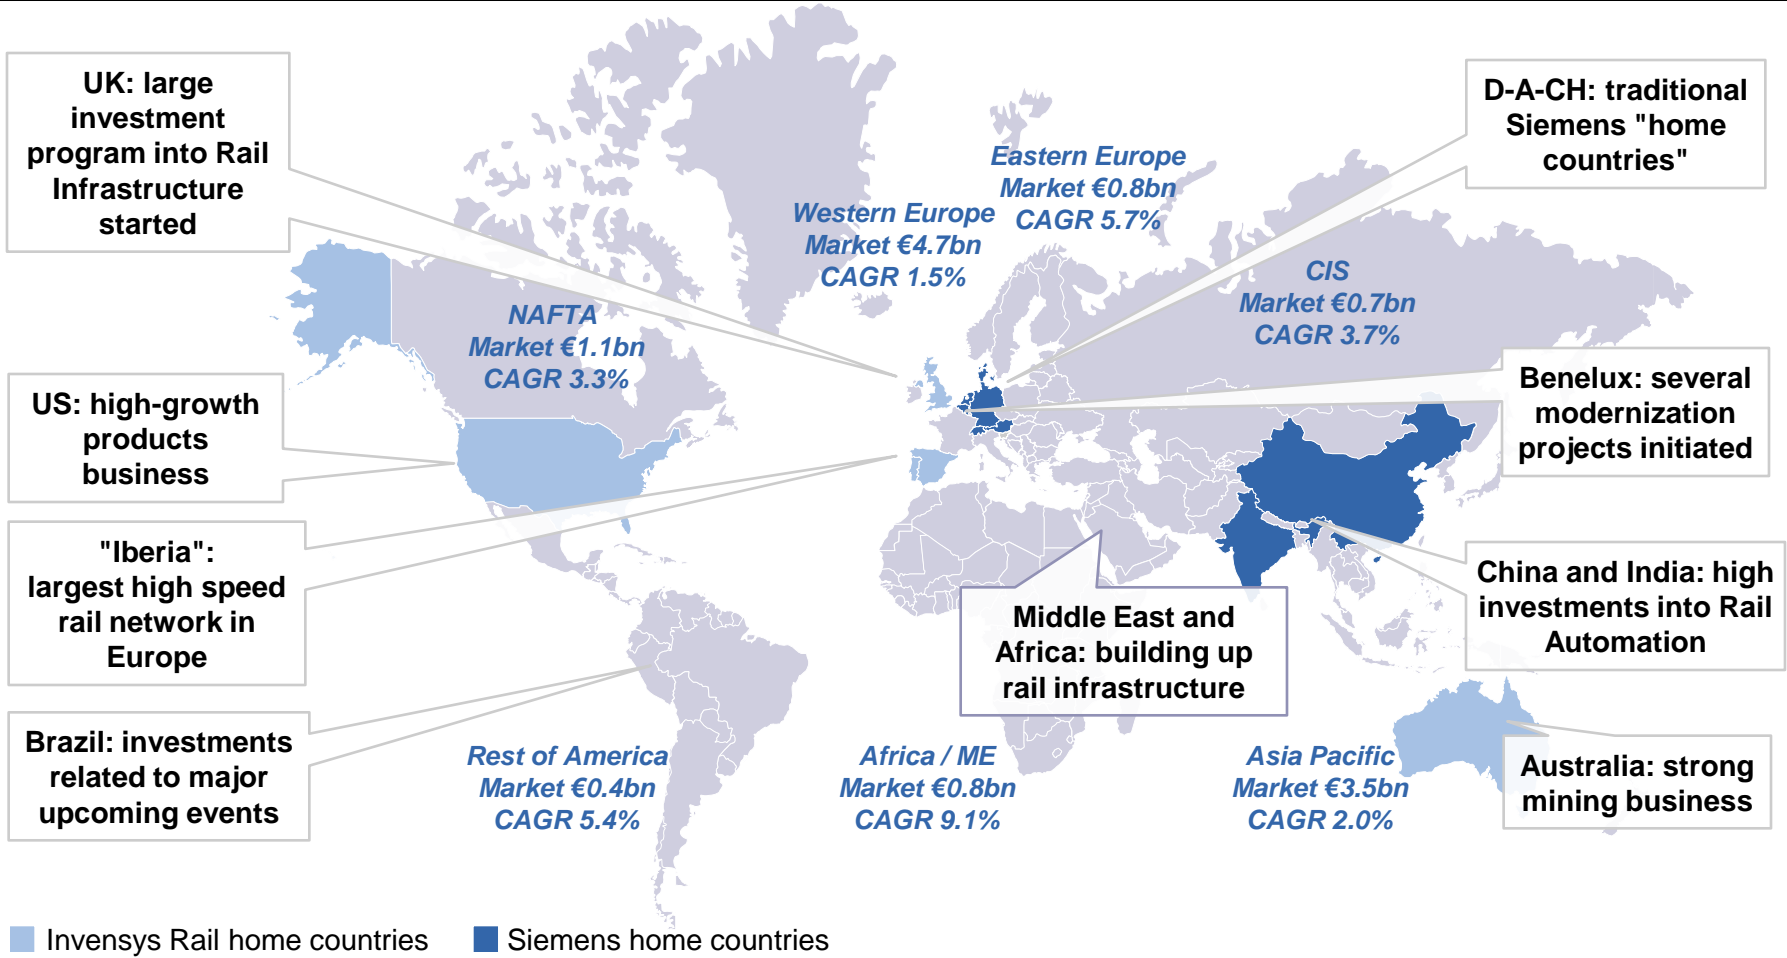 UK: large
investment
program into Rail
Infrastructure
started
D-A-CH: traditional
Siemens "home
countries"
Eastern Europe
Market €0.8bn
CAGR 5.7%
Western Europe
Market €4.7bn
CAGR 1.5%
CIS
Market €0.7bn
CAGR 3.7%
NAFTA
Market €1.1bn
CAGR 3.3%
US: high-growth
products
business
Benelux: several
modernization
projects initiated
"Iberia":
largest high speed
rail network in
Europe
China and India: high
investments into Rail
Automation
Middle East and
Africa: building up
rail infrastructure
Brazil: investments
related to major
upcoming events
Rest of America
Market €0.4bn
CAGR 5.4%
Africa / ME
Market €0.8bn
CAGR 9.1%
Asia Pacific
Market €3.5bn
CAGR 2.0%
Australia: strong
mining business
Invensys Rail home countries
Siemens home countries